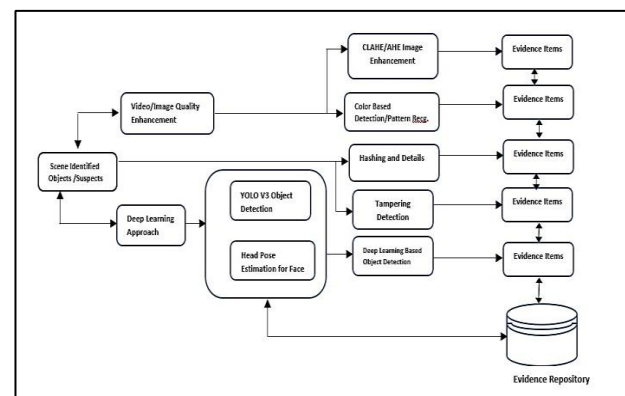 CLAHE/AHE Image
Enhancement
Evidence Items
Video/Image Quality
Enhancement
Color Based
Detection/Pattern Recg.
Evidence Items
Scene Identified
Objects /Suspects
Hashing and Details
Evidence Items
YOLO V3 Object
Detection
Tampering
Detection
Evidence Items
Deep Learning
Approach
Head Pose
Estimation for Face
Deep Learning Based
Object Detection
Evidence Items
Evidence Repository